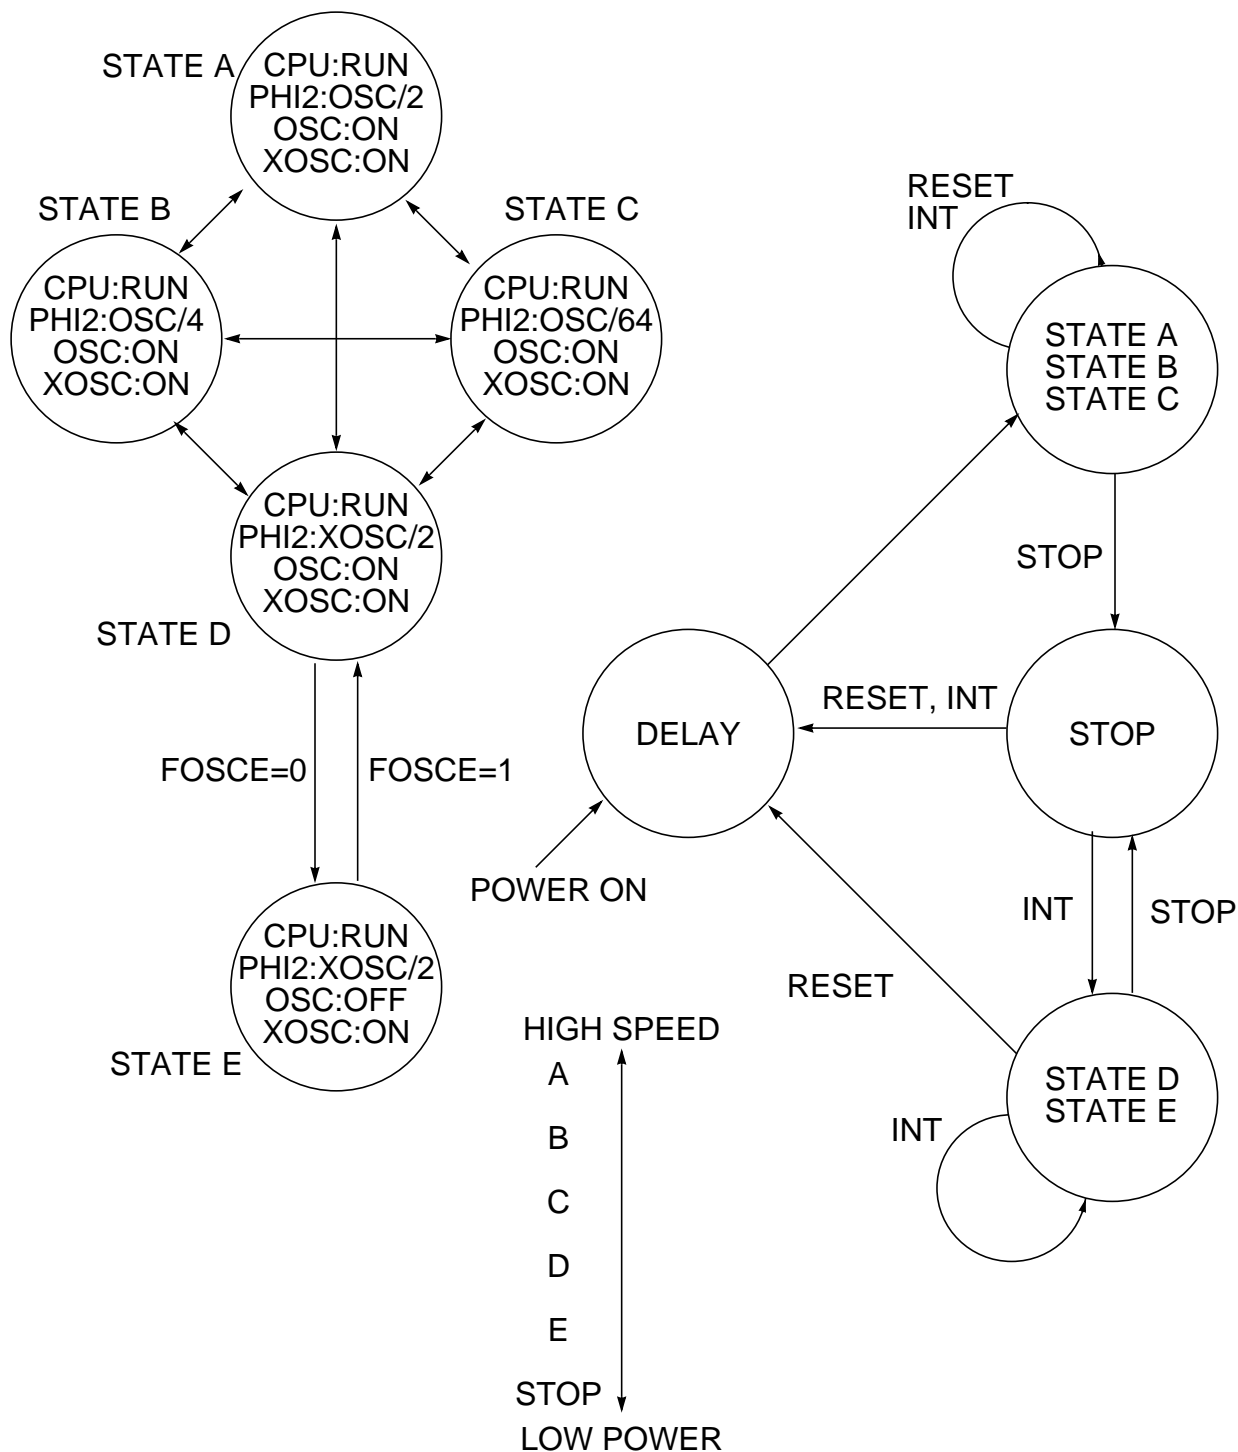 STATE A
CPU:RUN
PHI2:OSC/2
OSC:ON
XOSC:ON
STATE B
CPU:RUN
PHI2:OSC/4
OSC:ON
XOSC:ON
STATE C
CPU:RUN
PHI2:OSC/64
OSC:ON
XOSC:ON
CPU:RUN
PHI2:XOSC/2
OSC:ON
XOSC:ON
STATE D
FOSCE=0
FOSCE=1
CPU:RUN
PHI2:XOSC/2
OSC:OFF
XOSC:ON
STATE E
RESET
INT
STATE A
STATE B
STATE C
STOP
RESET, INT
DELAY
STOP
POWER ON
INT
STOP
RESET
STATE D
STATE E
INT
HIGH SPEED
A
B
C
D
E
STOP
LOW POWER